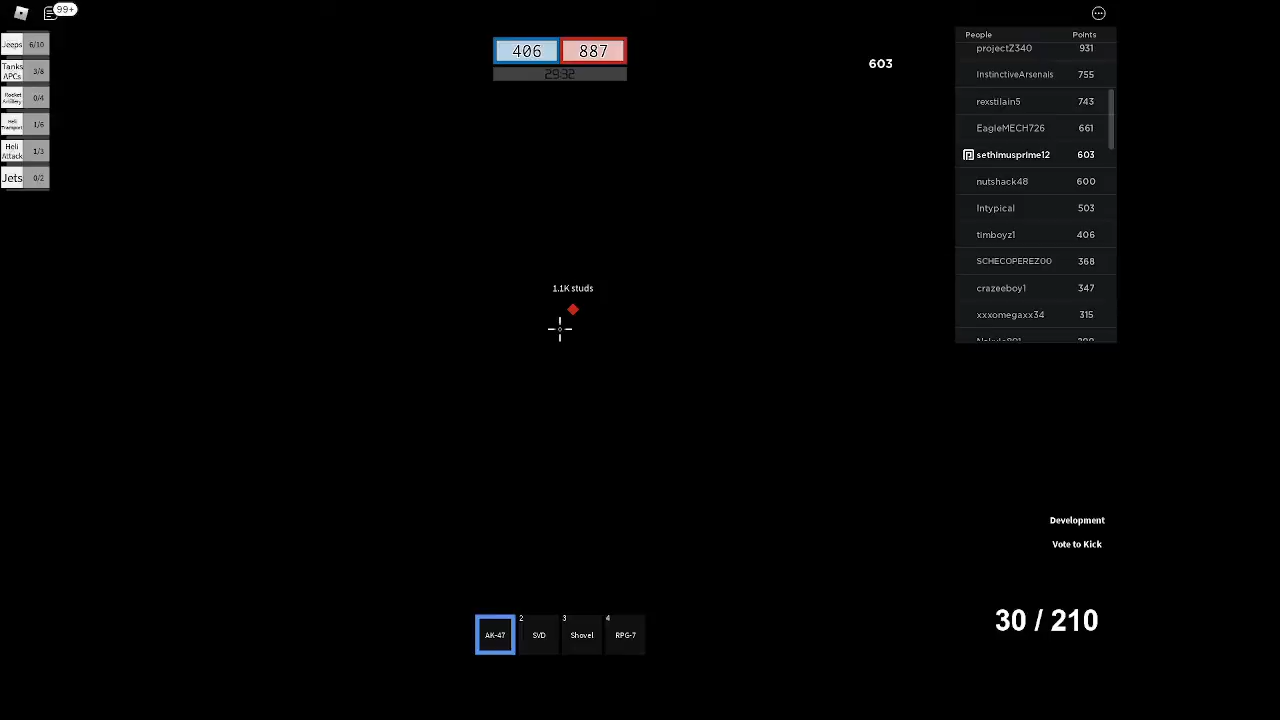 99+
Jeeps 6/10
Tanks
APCs 3/8
Rocket
Artillery 0/4
Heli
Transport 1/6
Heli
Attack 1/3
Jets 0/2
406 887
29:32
603
People Points
projectZ340 931
InstinctiveArsenals 755
rexstilain5 743
EagleMECH726 661
sethimusprime12 603
nutshack48 600
Intypical 503
timboyz1 406
SCHECOPEREZ00 368
crazeeboy1 347
xxxomegaxx34 315
1.1K studs
Development
Vote to Kick
30 / 210
AK-47
2 SVD
3 Shovel
4 RPG-7